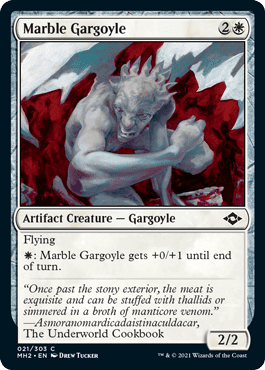 Marble Gargoyle 2
Artifact Creature — Gargoyle
Flying
: Marble Gargoyle gets +0/+1 until end
of turn.
“Once past the stony exterior, the meat is
exquisite and can be stuffed with thallids or
simmered in a broth of manticore venom.”
—Asmoranomardicadaistinaculdacar,
The Underworld Cookbook
2/2
021/303 C
MH2 • EN DREW TUCKER
™ & © 2021 Wizards of the Coast